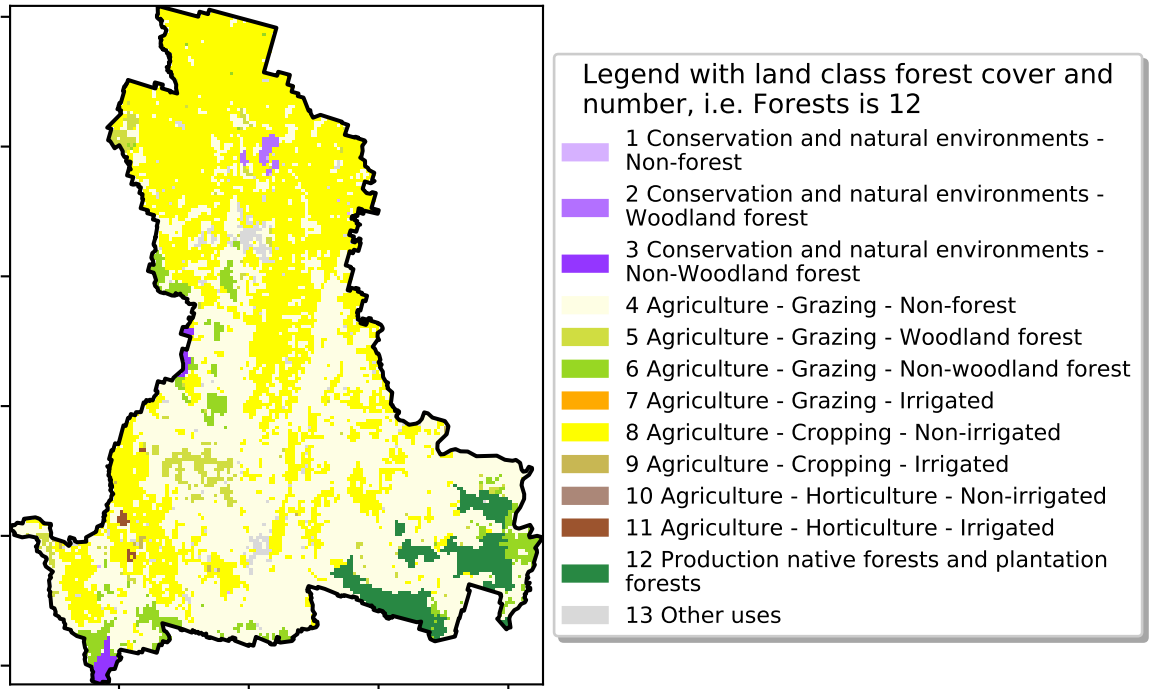 Legend with land class forest cover and
number, i.e. Forests is 12
1 Conservation and natural environments -
Non-forest
2 Conservation and natural environments -
Woodland forest
3 Conservation and natural environments -
Non-Woodland forest
4 Agriculture - Grazing - Non-forest
5 Agriculture - Grazing - Woodland forest
6 Agriculture - Grazing - Non-woodland forest
7 Agriculture - Grazing - Irrigated
8 Agriculture - Cropping - Non-irrigated
9 Agriculture - Cropping - Irrigated
10 Agriculture - Horticulture - Non-irrigated
11 Agriculture - Horticulture - Irrigated
12 Production native forests and plantation
forests
13 Other uses